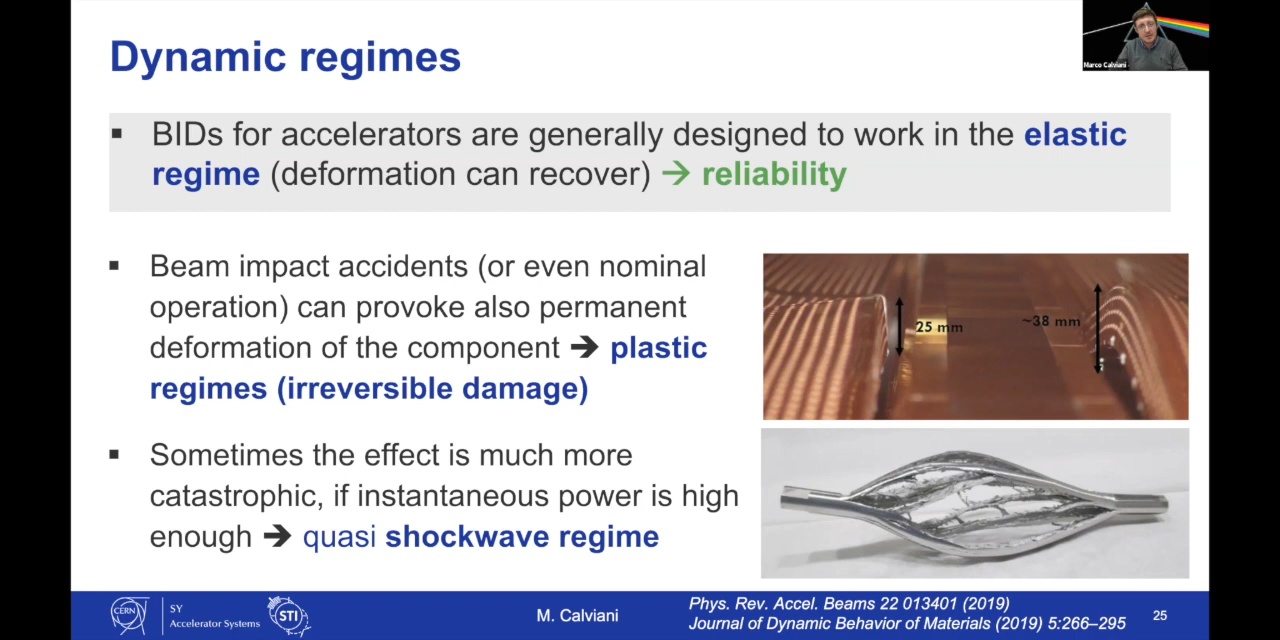 Dynamic regimes
Marco Calviani
▪ BIDs for accelerators are generally designed to work in the elastic
regime (deformation can recover) → reliability
▪ Beam impact accidents (or even nominal
operation) can provoke also permanent
deformation of the component ➔ plastic
regimes (irreversible damage)
25 mm
~38 mm
▪ Sometimes the effect is much more
catastrophic, if instantaneous power is high
enough ➔ quasi shockwave regime
CERN
SY
Accelerator Systems
STI
M. Calviani
Phys. Rev. Accel. Beams 22 013401 (2019)
Journal of Dynamic Behavior of Materials (2019) 5:266–295
25